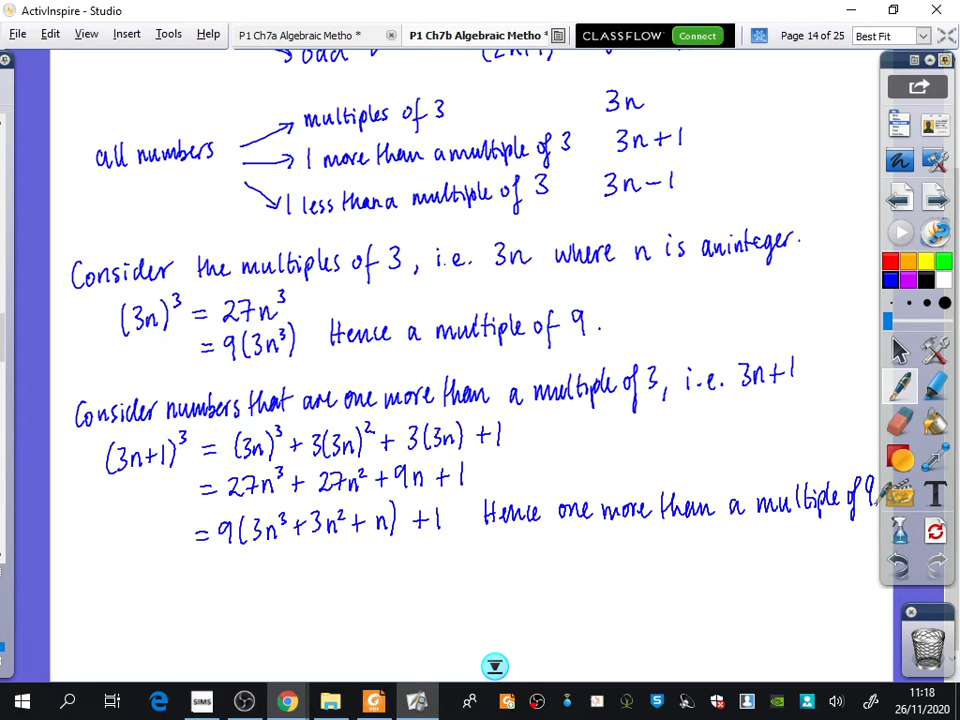 ActivInspire - Studio
File Edit View Insert Tools Help
P1 Ch7a Algebraic Metho *
P1 Ch7b Algebraic Metho *
CLASSFLOW Connect
Page 14 of 25
Best Fit
odd (2n+1)
all numbers
multiples of 3 3n
1 more than a multiple of 3 3n+1
1 less than a multiple of 3 3n-1
Consider the multiples of 3, i.e. 3n where n is an integer.
(3n)³ = 27n³
= 9(3n³) Hence a multiple of 9.
Consider numbers that are one more than a multiple of 3, i.e. 3n+1
(3n+1)³ = (3n)³ + 3(3n)² + 3(3n) + 1
= 27n³ + 27n² + 9n + 1
= 9(3n³ + 3n² + n) + 1 Hence one more than a multiple of 9.
SIMS
11:18
26/11/2020